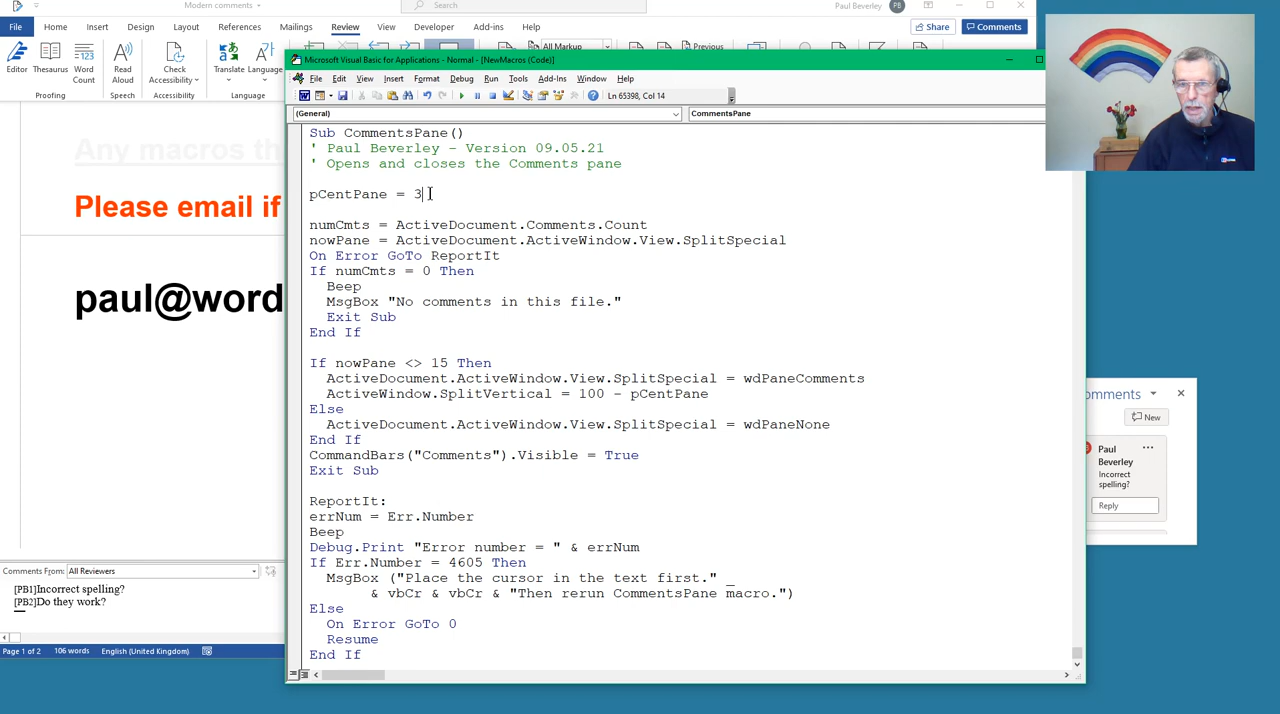 Modern comments
Search
Paul Beverley PB
File Home Insert Draw Design Layout References Mailings Review View Developer Add-ins Help Share Comments
Editor Thesaurus Word Count Read Aloud Check Accessibility Translate Language
All Markup Previous
Proofing Speech Accessibility Language
Any macros th
Please email if
paul@word
Microsoft Visual Basic for Applications - Normal - [NewMacros (Code)]
File Edit View Insert Format Debug Run Tools Add-Ins Window Help
Ln 65398, Col 14
(General) CommentsPane
Sub CommentsPane()
' Paul Beverley - Version 09.05.21
' Opens and closes the Comments pane
pCentPane = 3
numCmts = ActiveDocument.Comments.Count
nowPane = ActiveDocument.ActiveWindow.View.SplitSpecial
On Error GoTo ReportIt
If numCmts = 0 Then
Beep
MsgBox "No comments in this file."
Exit Sub
End If
If nowPane <> 15 Then
ActiveDocument.ActiveWindow.View.SplitSpecial = wdPaneComments
ActiveWindow.SplitVertical = 100 - pCentPane
Else
ActiveDocument.ActiveWindow.View.SplitSpecial = wdPaneNone
End If
CommandBars("Comments").Visible = True
Exit Sub
ReportIt:
errNum = Err.Number
Beep
Debug.Print "Error number = " & errNum
If Err.Number = 4605 Then
MsgBox ("Place the cursor in the text first." _
& vbCr & vbCr & "Then rerun CommentsPane macro.")
Else
On Error GoTo 0
Resume
End If
omments
New
Paul Beverley
Incorrect spelling?
Reply
Comments From: All Reviewers
[PB1]Incorrect spelling?
[PB2]Do they work?
Page 1 of 2 106 words English (United Kingdom)